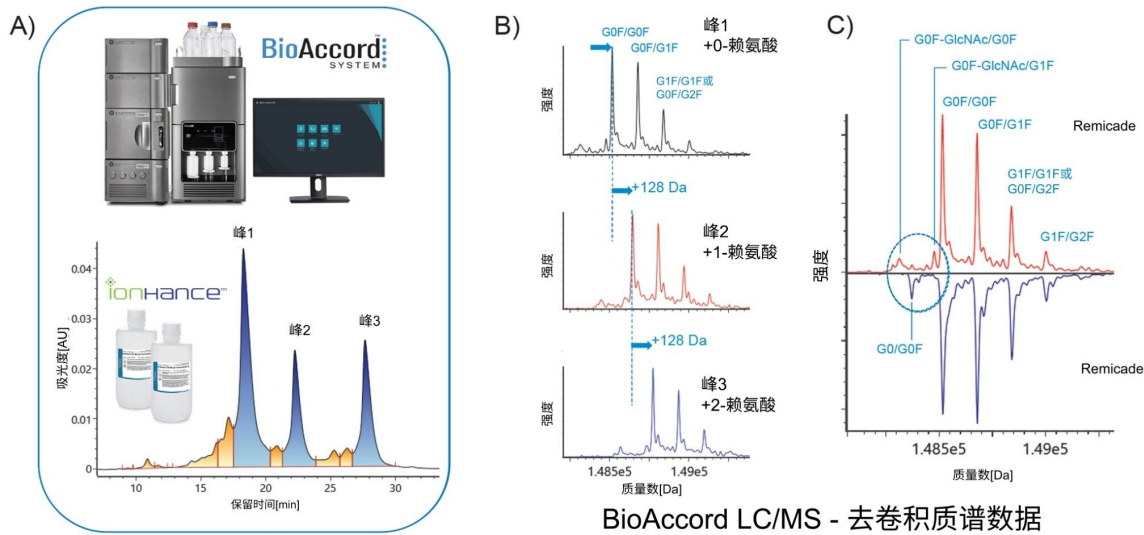 A)
BioAccord™
SYSTEM
ionHance™
峰1
峰2
峰3
0.04
0.03
0.02
0.01
0
吸光度[AU]
10
15
20
25
30
保留时间[min]
B)
峰1
+0-赖氨酸
G0F/G0F
G0F/G1F
G1F/G1F或
G0F/G2F
强度
+128 Da
峰2
+1-赖氨酸
强度
+128 Da
峰3
+2-赖氨酸
强度
1.485e5
1.49e5
质量数[Da]
C)
G0F-GlcNAc/G0F
G0F-GlcNAc/G1F
G0F/G0F
G0F/G1F
Remicade
G1F/G1F或
G0F/G2F
G1F/G2F
强度
G0/G0F
Remicade
1.485e5
1.49e5
质量数[Da]
BioAccord LC/MS - 去卷积质谱数据